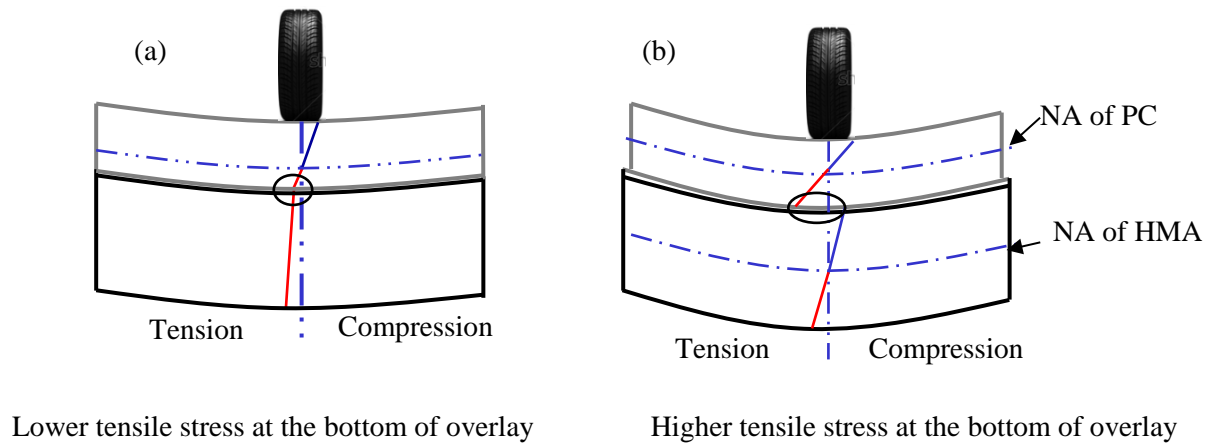 (a)
(b)
NA of PC
NA of HMA
Tension
Compression
Tension
Compression
Lower tensile stress at the bottom of overlay
Higher tensile stress at the bottom of overlay